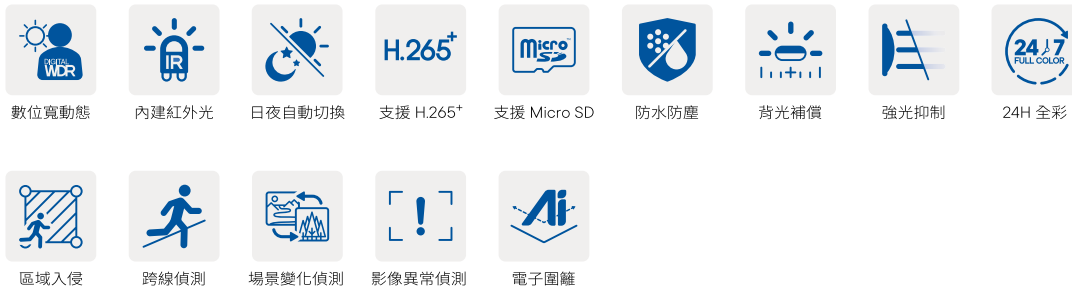 DIGITAL
WDR
IR
H.265+
Micro
SD
24 7
FULL COLOR
數位寬動態
內建紅外光
日夜自動切換
支援 H.265+
支援 Micro SD
防水防塵
背光補償
強光抑制
24H 全彩
Ai
區域入侵
跨線偵測
場景變化偵測
影像異常偵測
電子圍籬